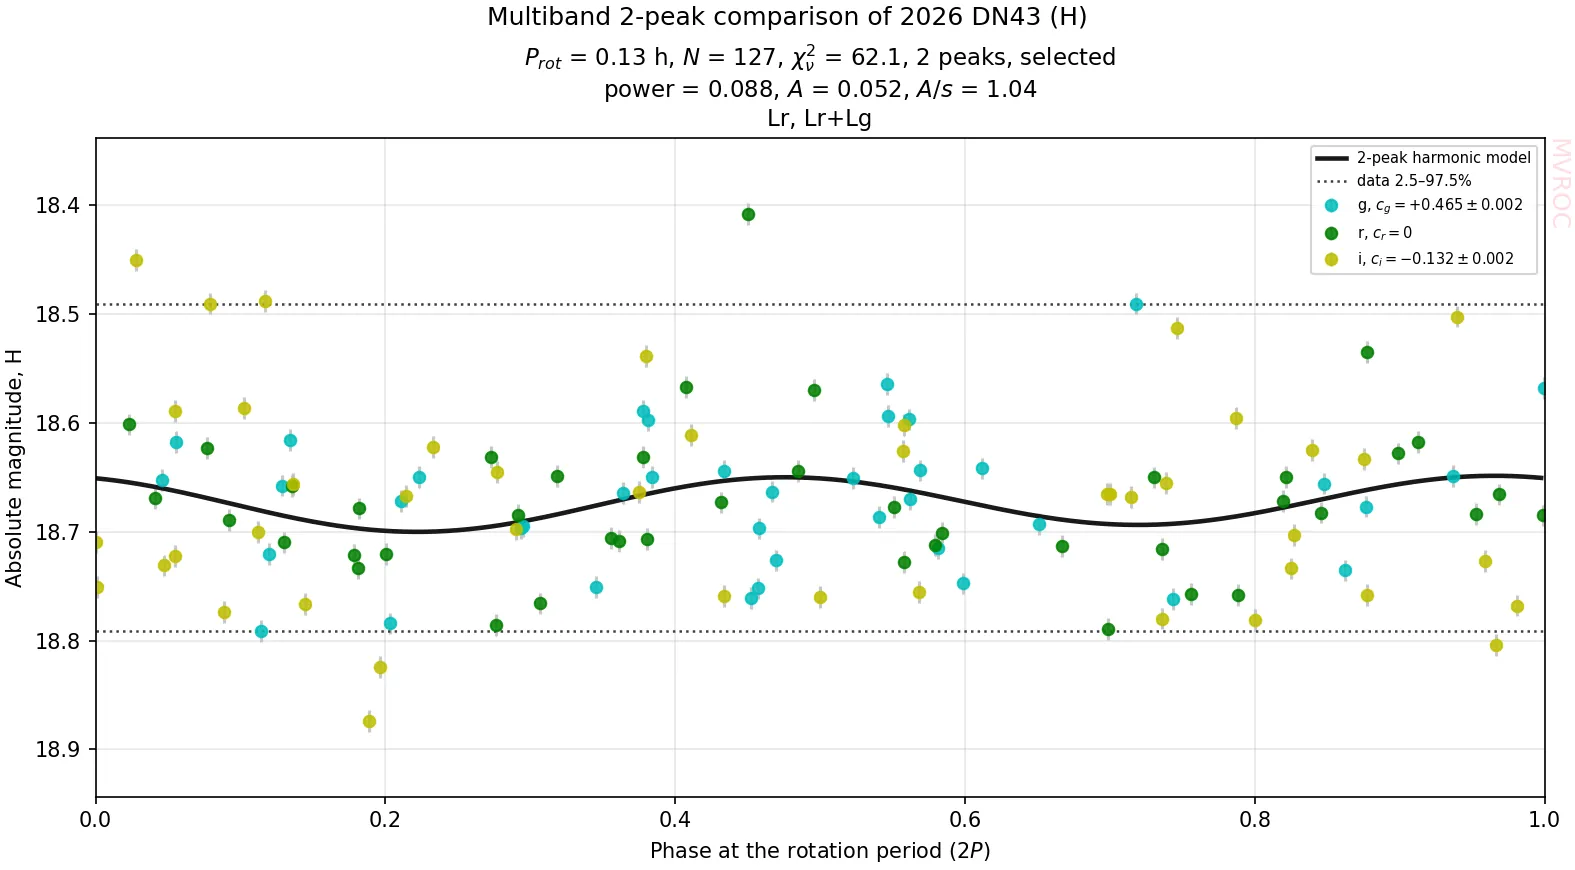 Multiband 2-peak comparison of 2026 DN43 (H)
P_rot = 0.13 h, N = 127, χ²_ν = 62.1, 2 peaks, selected
power = 0.088, A = 0.052, A/s = 1.04
Lr, Lr+Lg
2-peak harmonic model
data 2.5–97.5%
g, c_g = +0.465 ± 0.002
r, c_r = 0
i, c_i = −0.132 ± 0.002
MVROC
Absolute magnitude, H
18.4
18.5
18.6
18.7
18.8
18.9
0.0 0.2 0.4 0.6 0.8 1.0
Phase at the rotation period (2P)